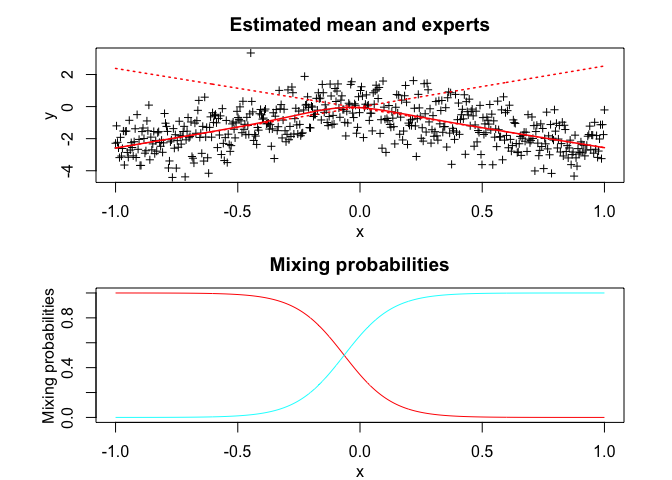 Estimated mean and experts
y
2
0
-2
-4
-1.0 -0.5 0.0 0.5 1.0
x
Mixing probabilities
Mixing probabilities
0.8
0.4
0.0
-1.0 -0.5 0.0 0.5 1.0
x